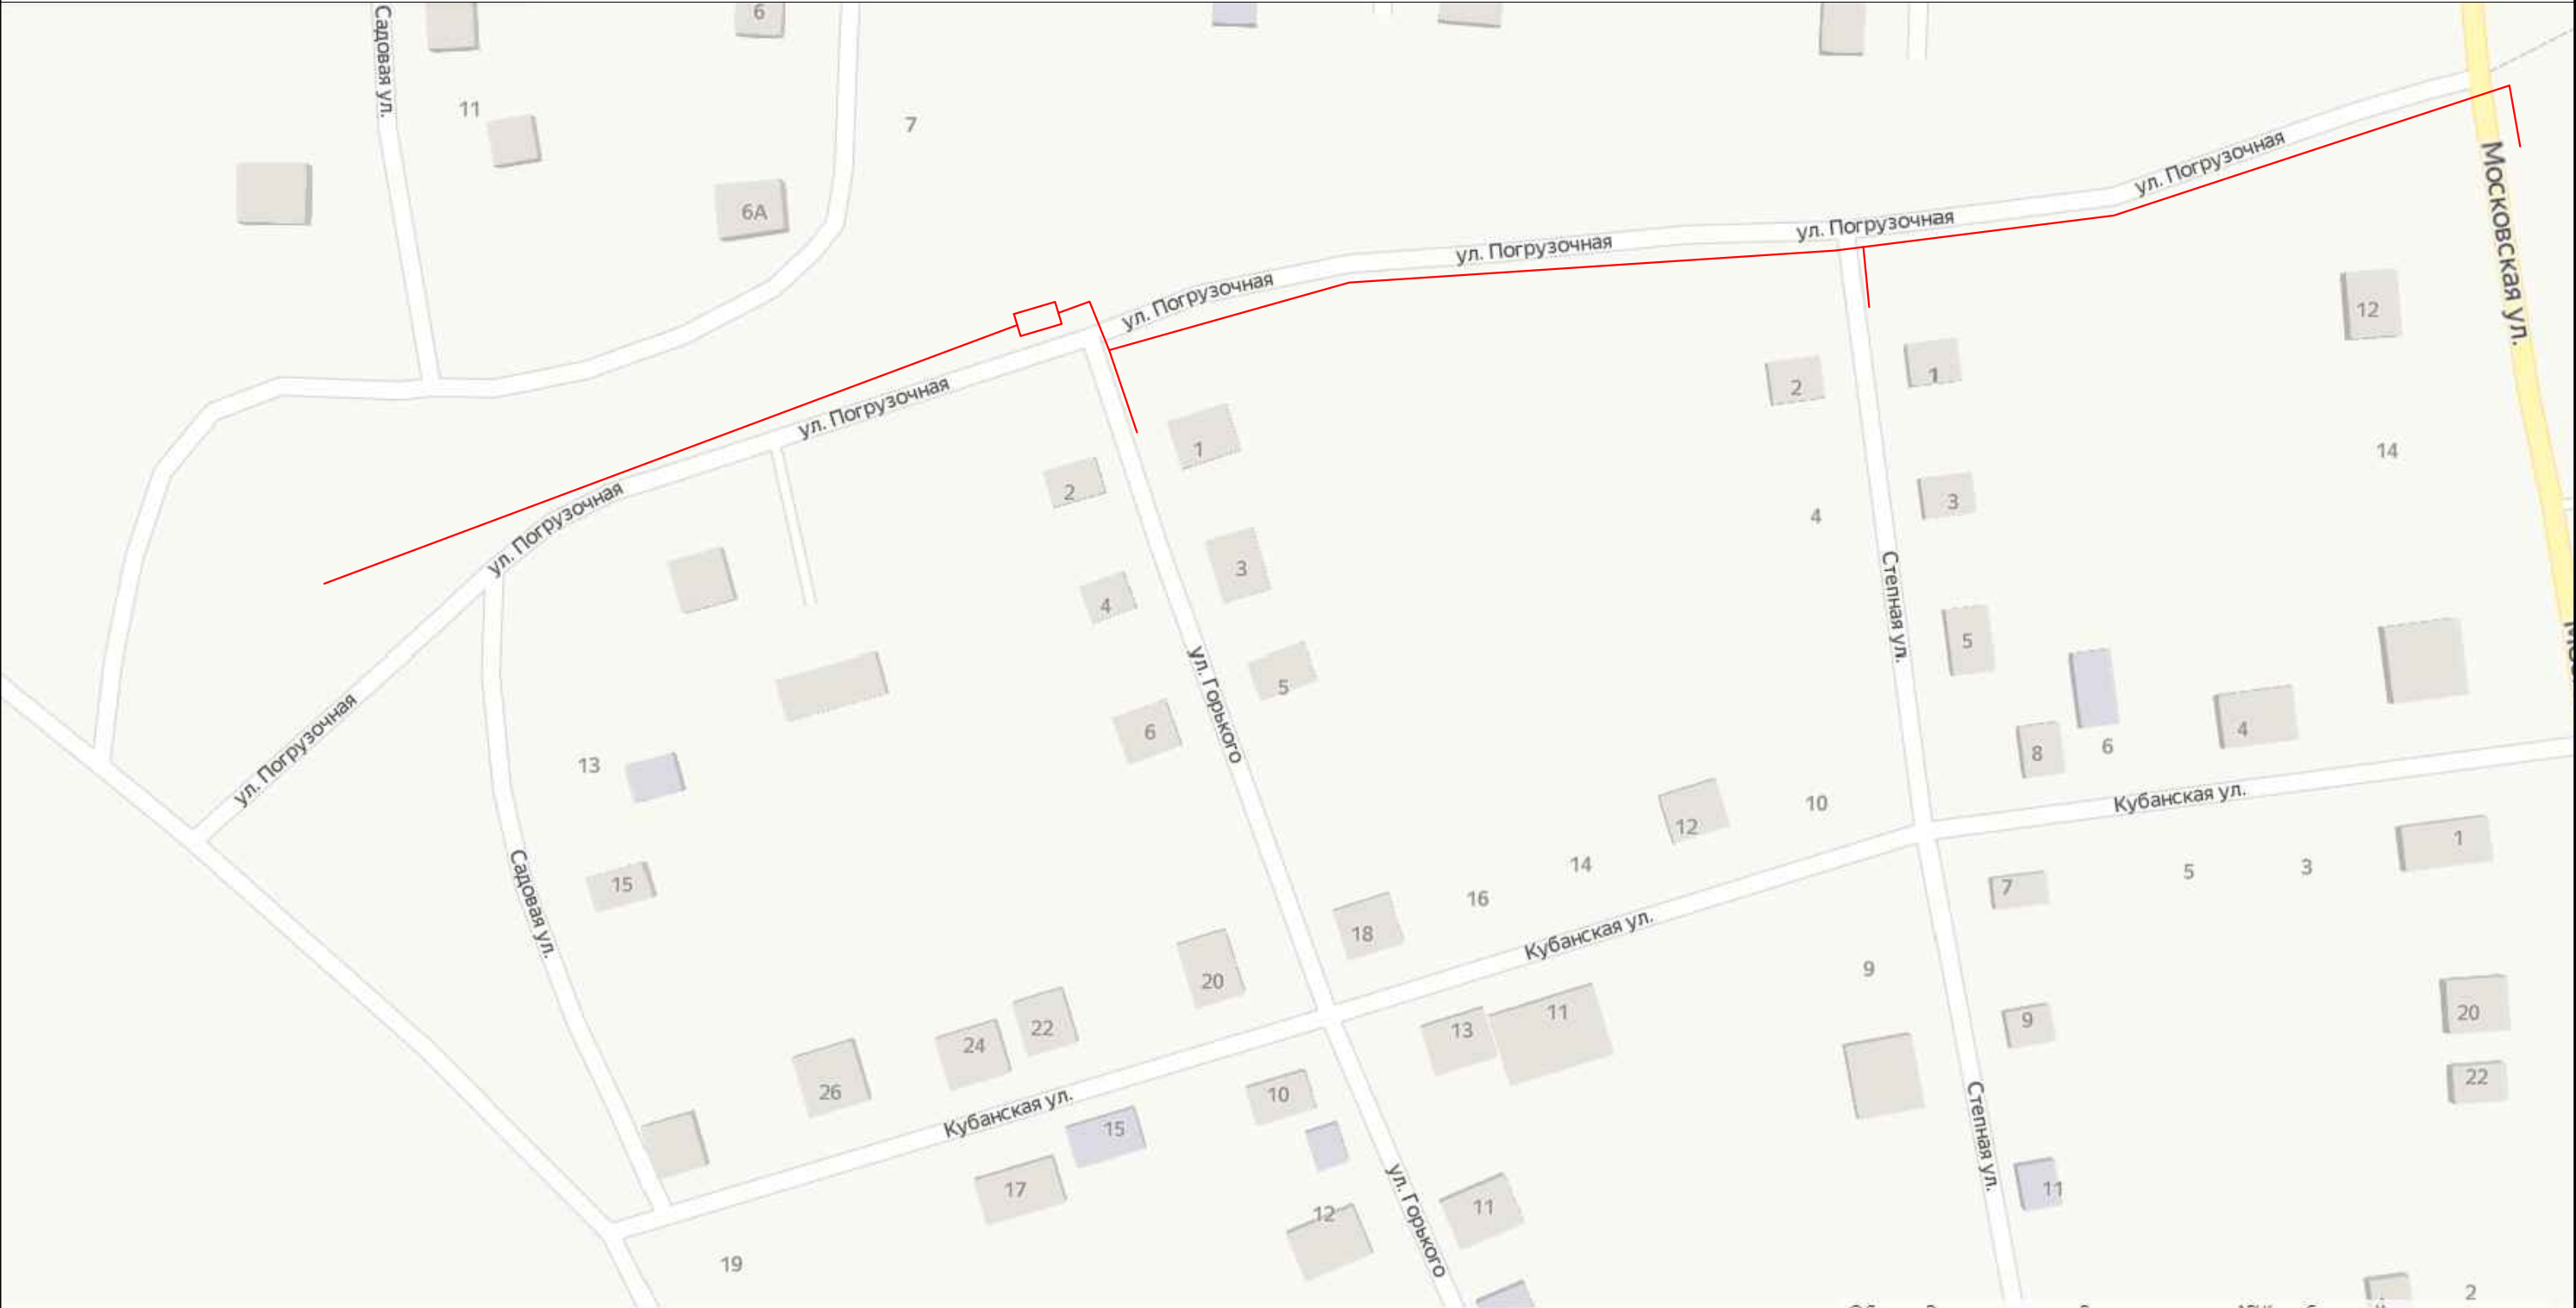 Садовая ул.
6
11
7
6А
ул. Погрузочная
ул. Погрузочная
ул. Погрузочная
ул. Погрузочная
ул. Погрузочная
ул. Погрузочная
ул. Погрузочная
Московская ул.
12
1
2
1
2
14
3
4
3
4
5
Степная ул.
5
6
ул. Горького
8
6
4
13
Кубанская ул.
12
10
1
15
Садовая ул.
14
5
3
7
16
18
Кубанская ул.
9
20
11
13
9
20
22
24
26
10
22
Кубанская ул.
15
Степная ул.
17
11
12
11
ул. Горького
19
2